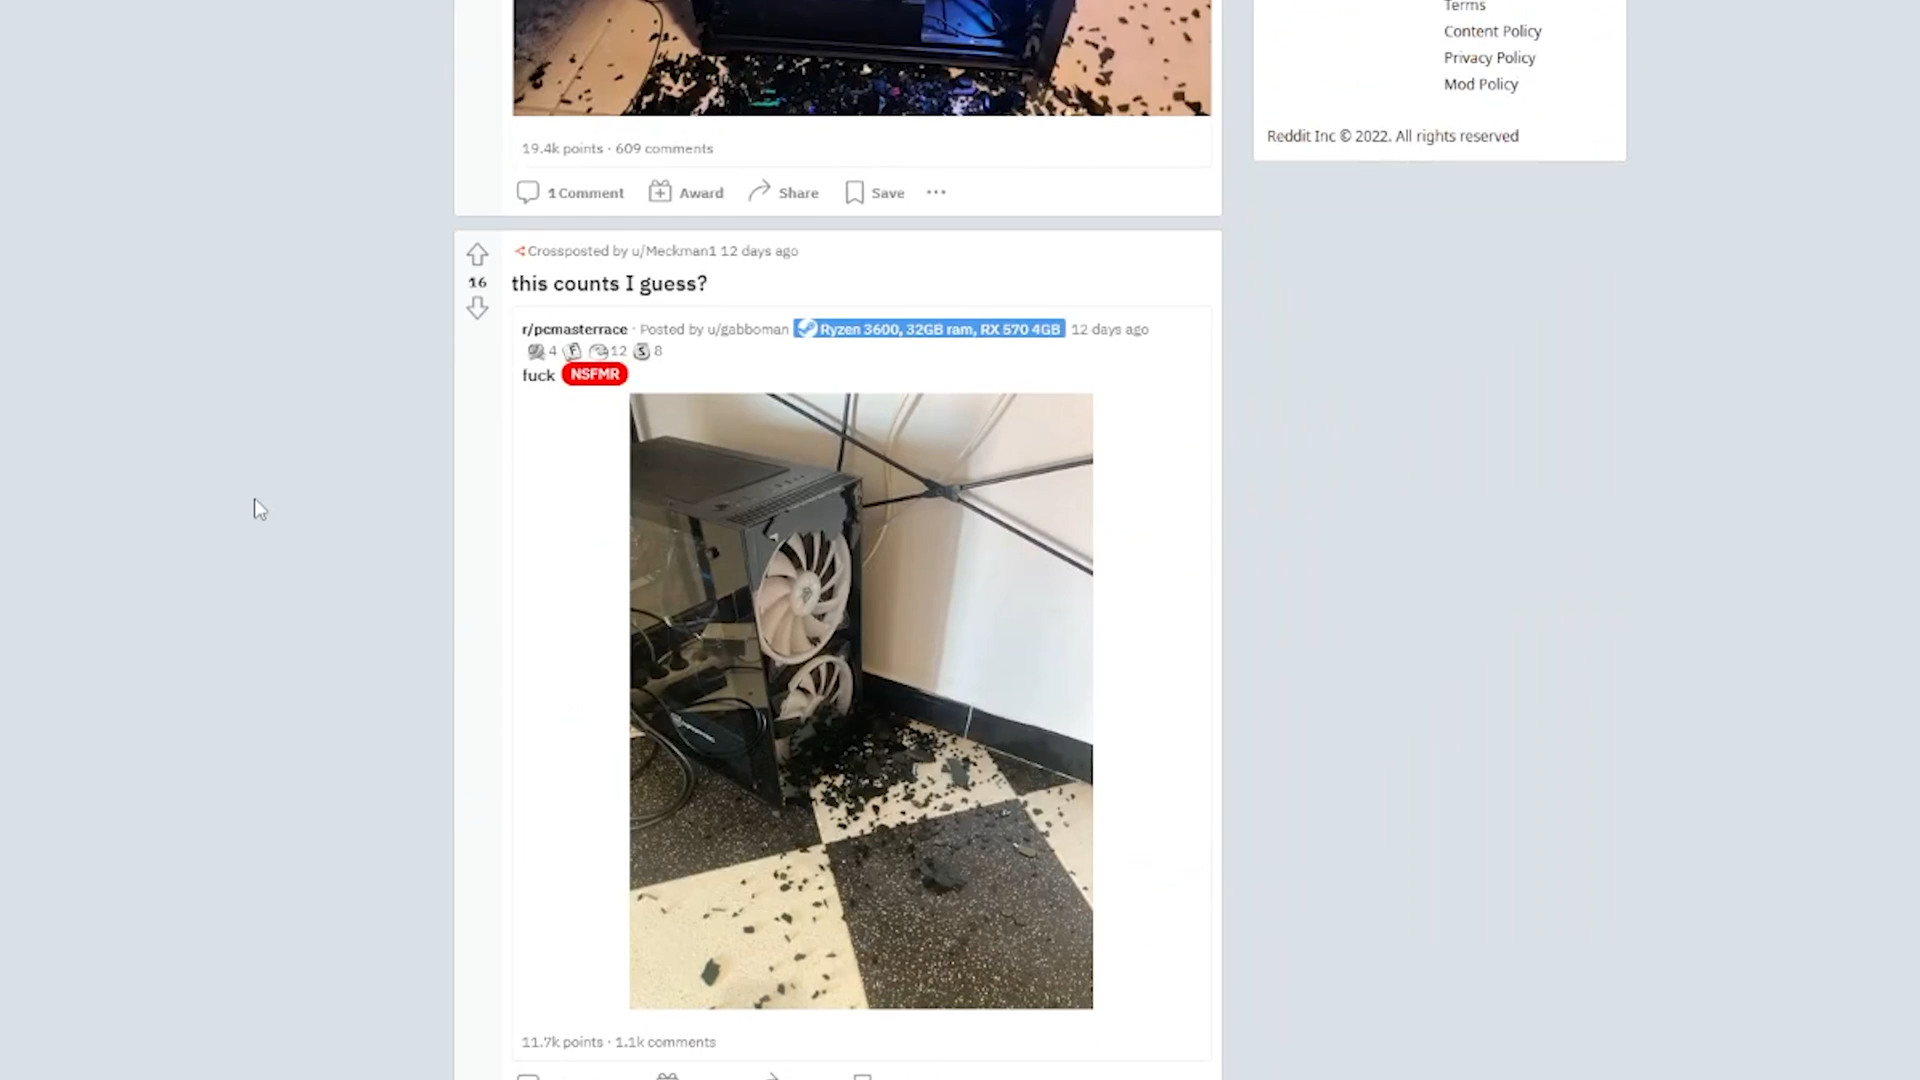 Terms
Content Policy
Privacy Policy
Mod Policy
Reddit Inc © 2022. All rights reserved
19.4k points · 609 comments
1 Comment Award Share Save ...
Crossposted by u/Meckman1 12 days ago
16
this counts I guess?
r/pcmasterrace · Posted by u/gabboman Ryzen 3600, 32GB ram, RX 570 4GB 12 days ago
4 F 12 S 8
fuck NSFMR
11.7k points · 1.1k comments